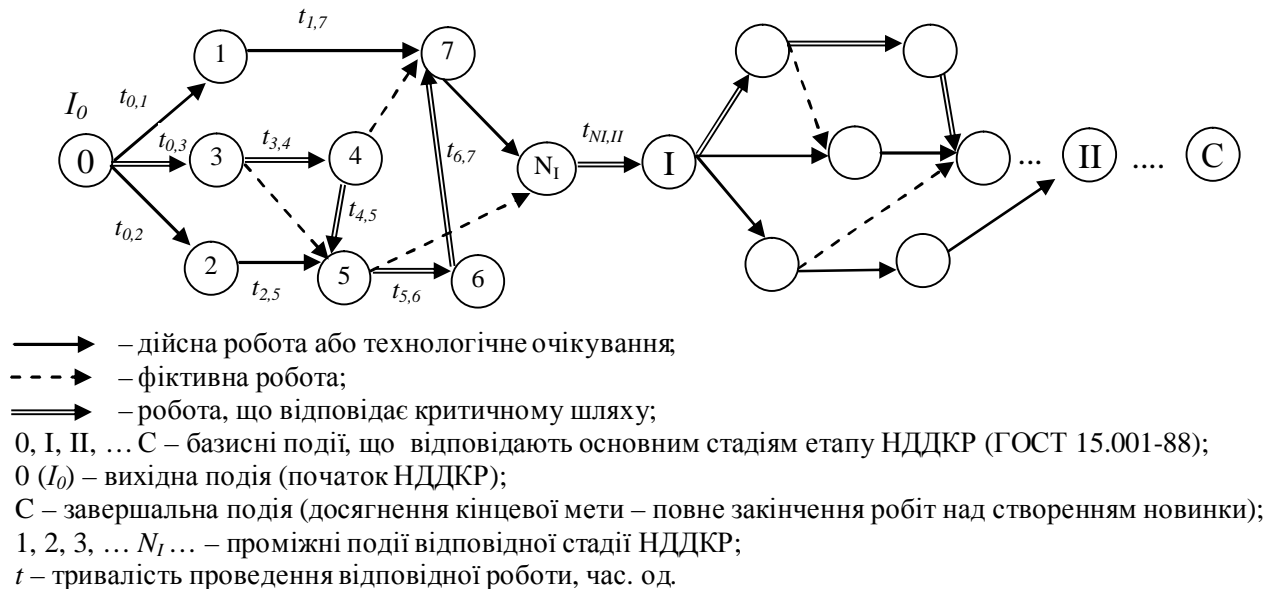 t1,7
1
7
t0,1
I0
t0,3
t3,4
t6,7
tNI,II
0
3
4
NI
I
... II .... С
t0,2
t4,5
2
5
6
t2,5
t5,6
– дійсна робота або технологічне очікування;
– фіктивна робота;
– робота, що відповідає критичному шляху;
0, I, II, … С – базисні події, що відповідають основним стадіям етапу НДДКР (ГОСТ 15.001-88);
0 (I0) – вихідна подія (початок НДДКР);
С – завершальна подія (досягнення кінцевої мети – повне закінчення робіт над створенням новинки);
1, 2, 3, … NI … – проміжні події відповідної стадії НДДКР;
t – тривалість проведення відповідної роботи, час. од.